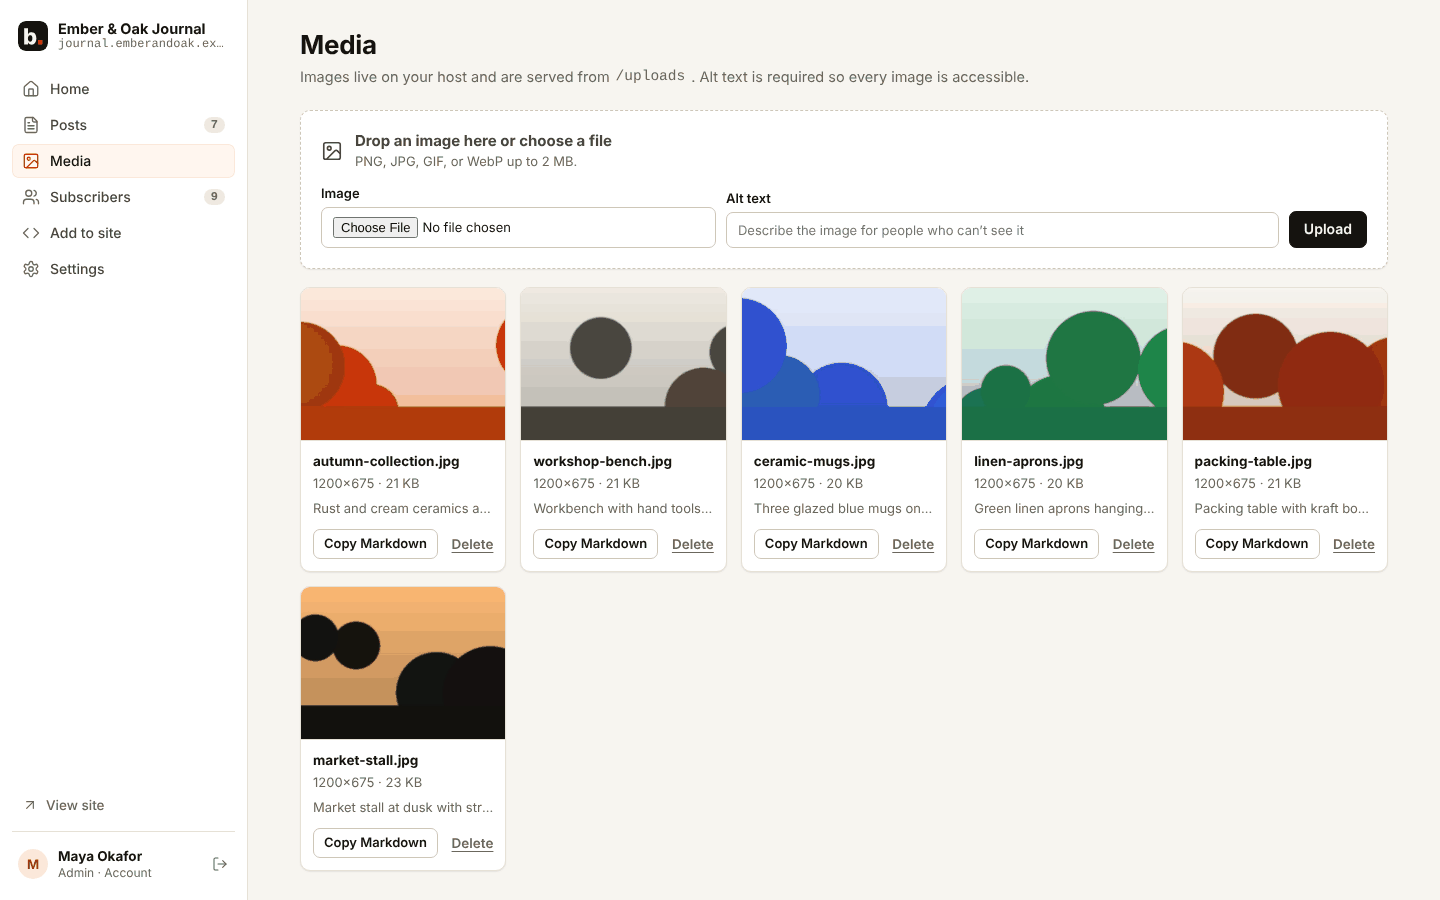 b.
Ember & Oak Journal
journal.emberandoak.ex…
Home
Posts 7
Media
Subscribers 9
Add to site
Settings
View site
M
Maya Okafor
Admin · Account
Media
Images live on your host and are served from /uploads . Alt text is required so every image is accessible.
Drop an image here or choose a file
PNG, JPG, GIF, or WebP up to 2 MB.
Image
Choose File No file chosen
Alt text
Describe the image for people who can't see it
Upload
autumn-collection.jpg
1200×675 · 21 KB
Rust and cream ceramics a…
Copy Markdown Delete
workshop-bench.jpg
1200×675 · 21 KB
Workbench with hand tools…
Copy Markdown Delete
ceramic-mugs.jpg
1200×675 · 20 KB
Three glazed blue mugs on…
Copy Markdown Delete
linen-aprons.jpg
1200×675 · 20 KB
Green linen aprons hanging…
Copy Markdown Delete
packing-table.jpg
1200×675 · 21 KB
Packing table with kraft bo…
Copy Markdown Delete
market-stall.jpg
1200×675 · 23 KB
Market stall at dusk with str…
Copy Markdown Delete